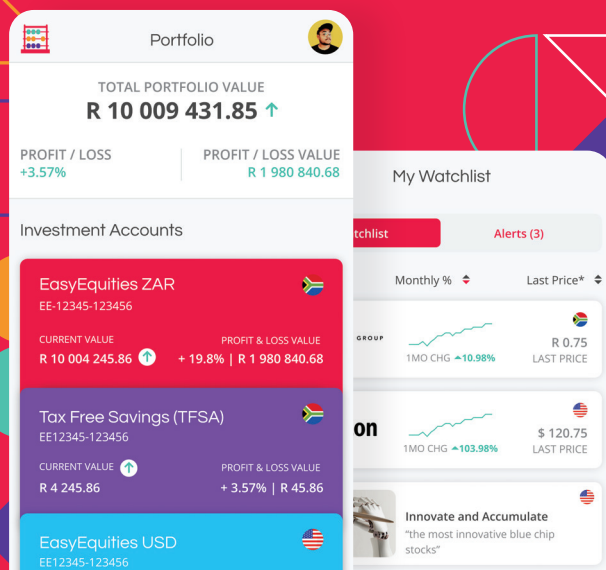 Portfolio
TOTAL PORTFOLIO VALUE
R 10 009 431.85
PROFIT / LOSS
+3.57%
PROFIT / LOSS VALUE
R 1 980 840.68
Investment Accounts
EasyEquities ZAR
EE-12345-123456
CURRENT VALUE
R 10 004 245.86
PROFIT & LOSS VALUE
+ 19.8% | R 1 980 840.68
Tax Free Savings (TFSA)
EE12345-123456
CURRENT VALUE
R 4 245.86
PROFIT & LOSS VALUE
+ 3.57% | R 45.86
EasyEquities USD
EE12345-123456
My Watchlist
tchlist
Alerts (3)
Monthly %
Last Price*
GROUP
1MO CHG 10.98%
R 0.75
LAST PRICE
on
1MO CHG 103.98%
$ 120.75
LAST PRICE
Innovate and Accumulate
"the most innovative blue chip
stocks"